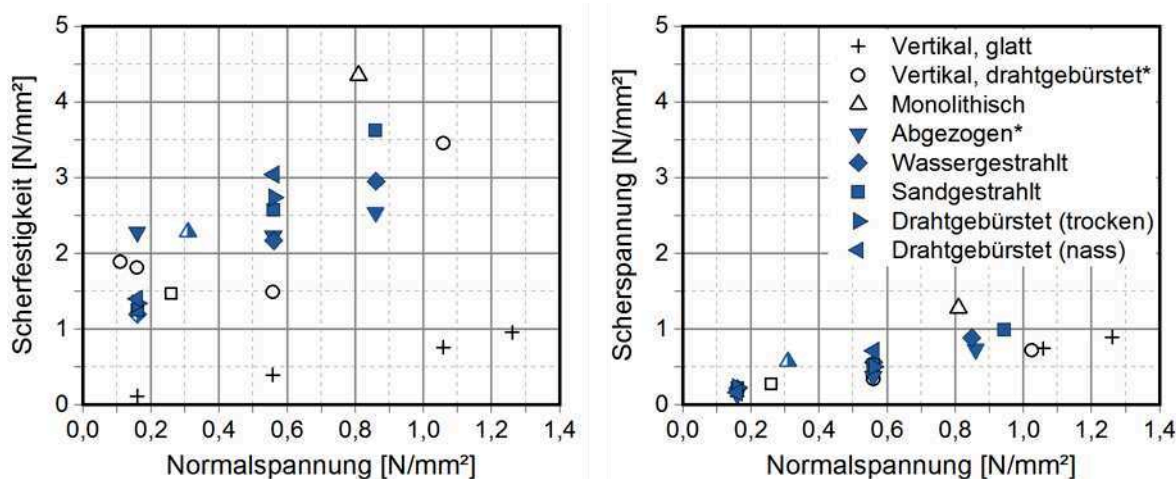 5
4
3
2
1
0
0,0 0,2 0,4 0,6 0,8 1,0 1,2 1,4
Scherfestigkeit [N/mm²]
Normalspannung [N/mm²]
5
4
3
2
1
0
0,0 0,2 0,4 0,6 0,8 1,0 1,2 1,4
Scherspannung [N/mm²]
Normalspannung [N/mm²]
Vertikal, glatt
Vertikal, drahtgebürstet*
Monolithisch
Abgezogen*
Wassergestrahlt
Sandgestrahlt
Drahtgebürstet (trocken)
Drahtgebürstet (nass)